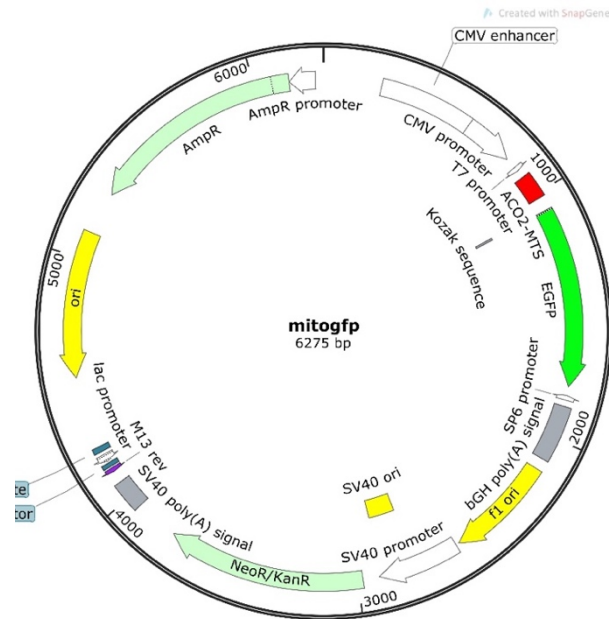 Created with SnapGene
CMV enhancer
6000
AmpR promoter
AmpR
CMV promoter
T7 promoter
1000
ACO2-MTS
Kozak sequence
EGFP
5000
ori
mitogfp
6275 bp
SP6 promoter
2000
bGH poly(A) signal
f1 ori
SV40 ori
SV40 promoter
3000
NeoR/KanR
SV40 poly(A) signal
4000
M13 rev
lac promoter